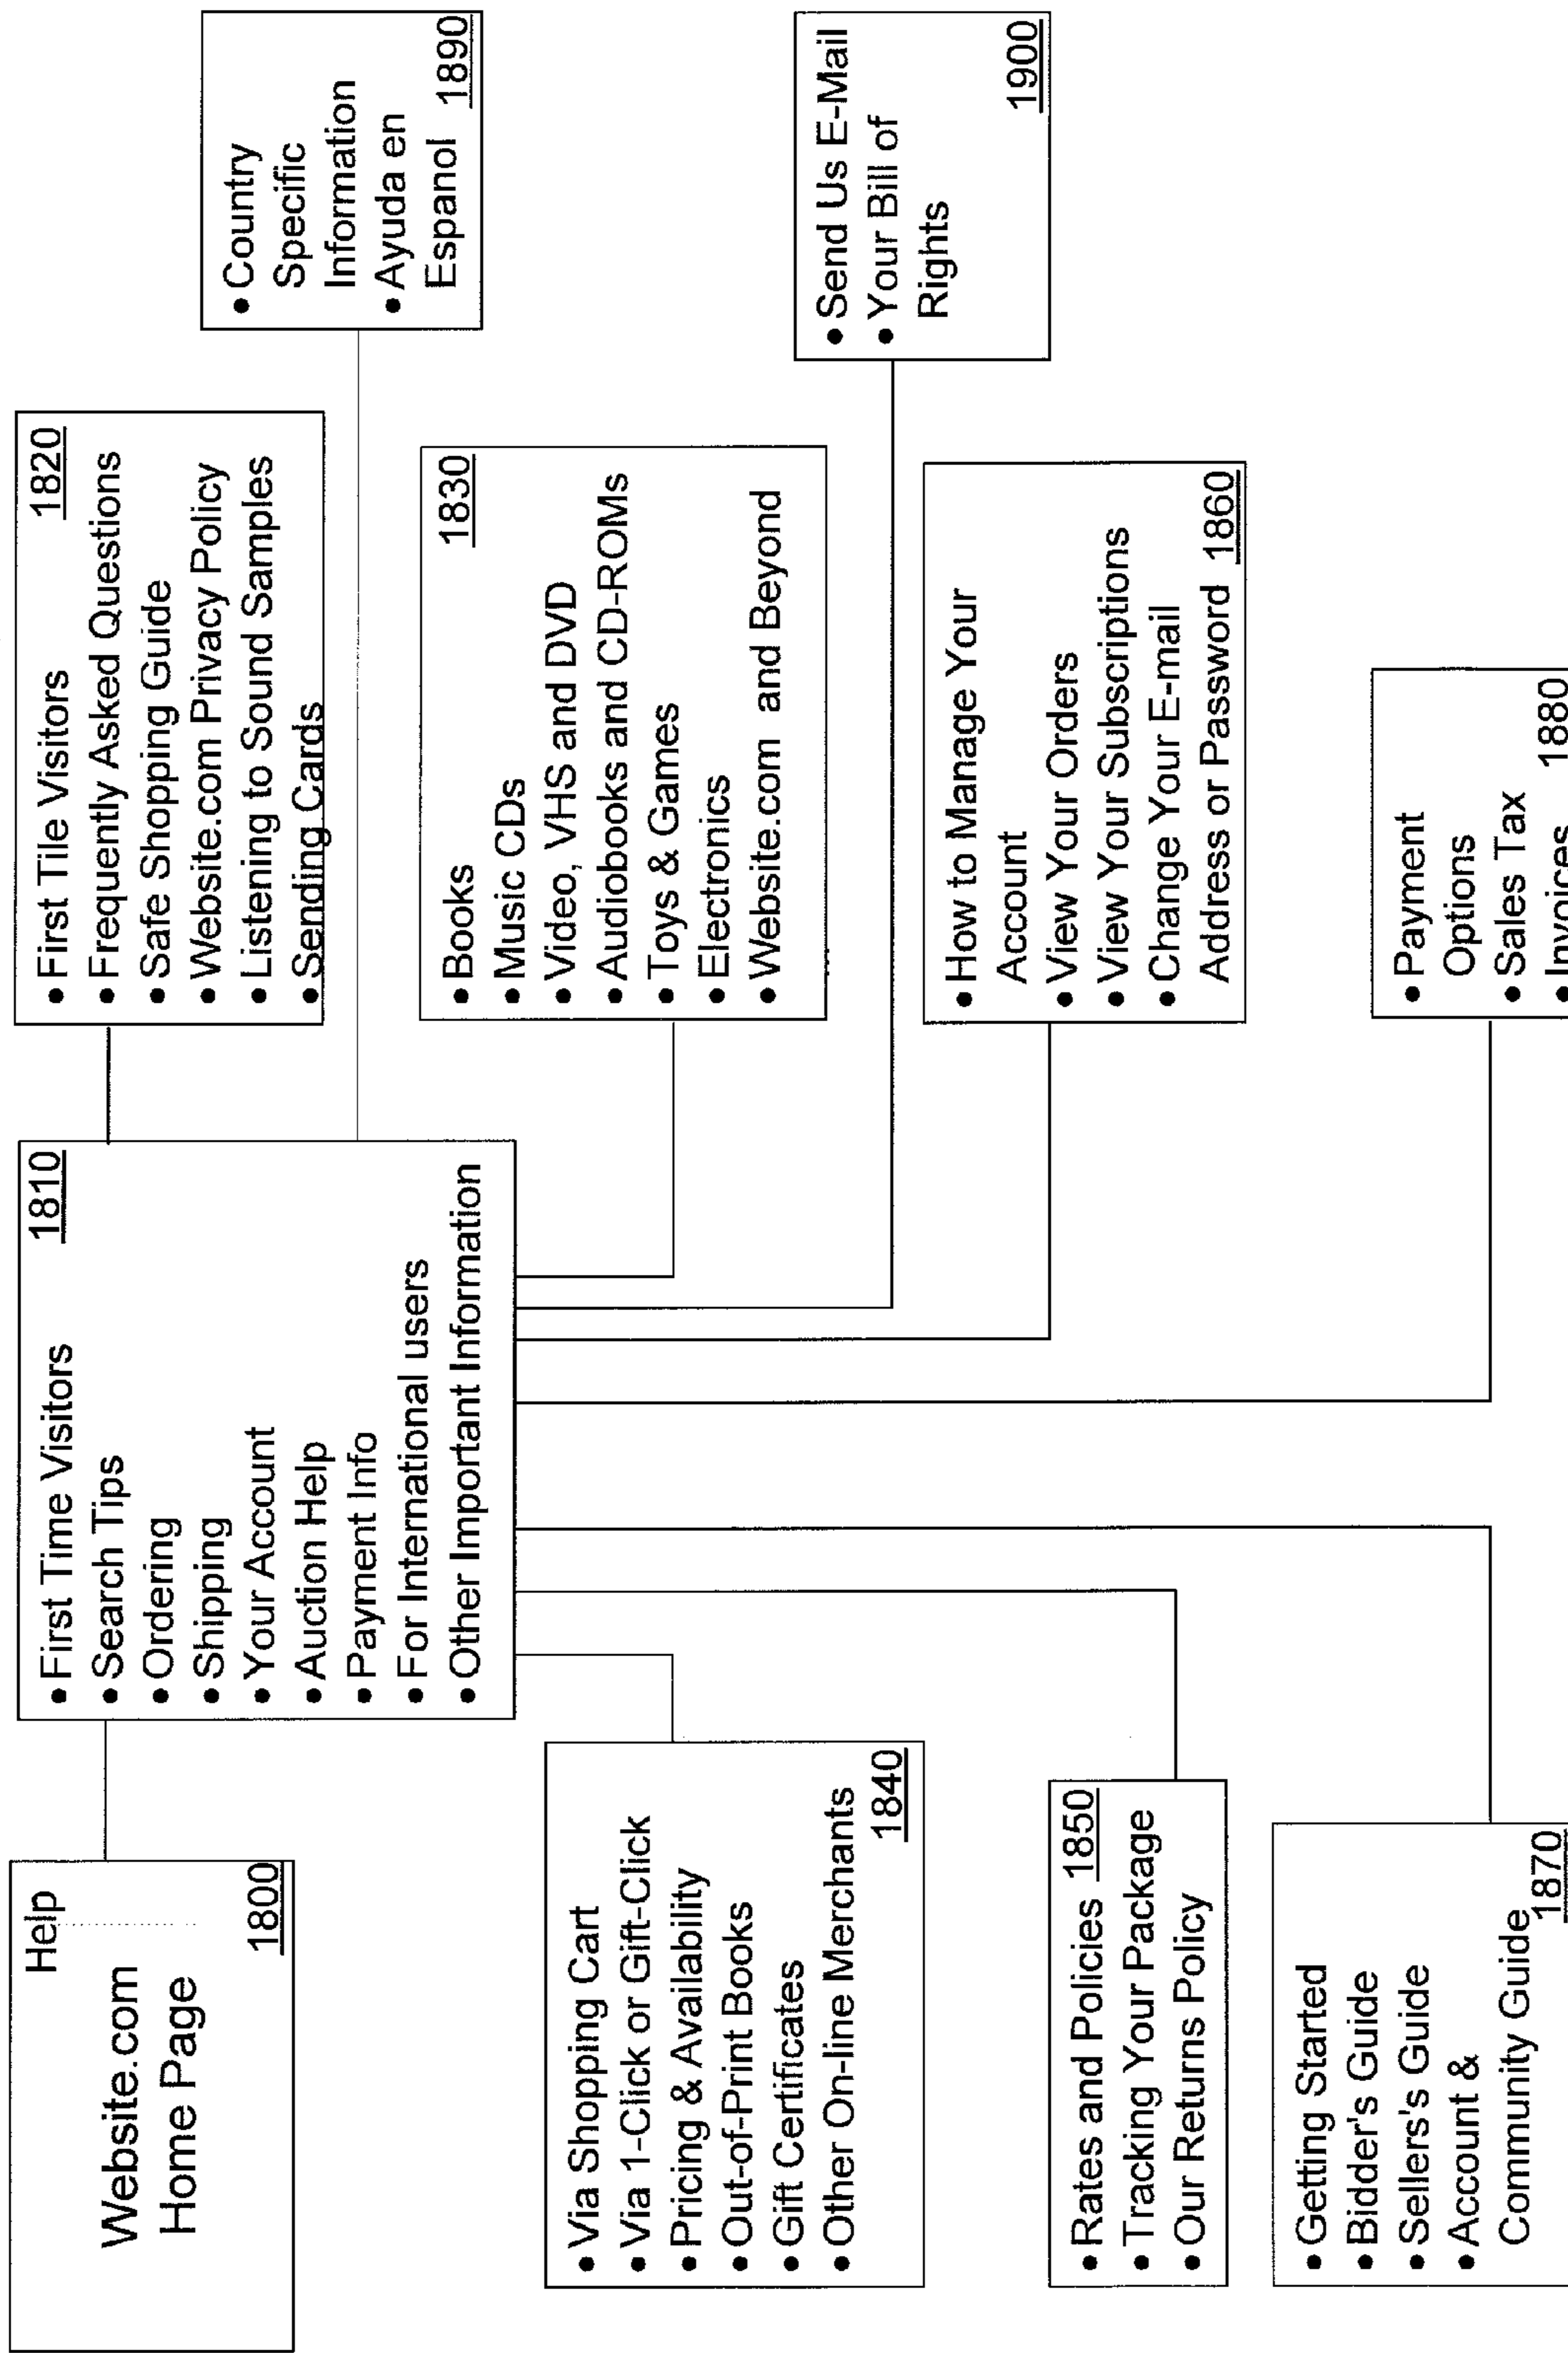 Help
Website.com
Home Page
1800
• First Time Visitors
1810
• Search Tips
• Ordering
• Shipping
• Your Account
• Auction Help
• Payment Info
• For International users
• Other Important Information
• First Tile Visitors
1820
• Frequently Asked Questions
• Safe Shopping Guide
• Website.com Privacy Policy
• Listening to Sound Samples
• Sending Cards
• Country
Specific
Information
• Ayuda en
Espanol
1890
• Books
1830
• Music CDs
• Video, VHS and DVD
• Audiobooks and CD-ROMs
• Toys & Games
• Electronics
• Website.com and Beyond
• Via Shopping Cart
• Via 1-Click or Gift-Click
• Pricing & Availability
• Out-of-Print Books
• Gift Certificates
• Other On-line Merchants
1840
• Send Us E-Mail
• Your Bill of
Rights
1900
• How to Manage Your
Account
• View Your Orders
• View Your Subscriptions
• Change Your E-mail
Address or Password 1860
• Rates and Policies 1850
• Tracking Your Package
• Our Returns Policy
• Getting Started
• Bidder's Guide
• Sellers's Guide
• Account &
Community Guide
1870
• Payment
Options
• Sales Tax
• Invoices 1880